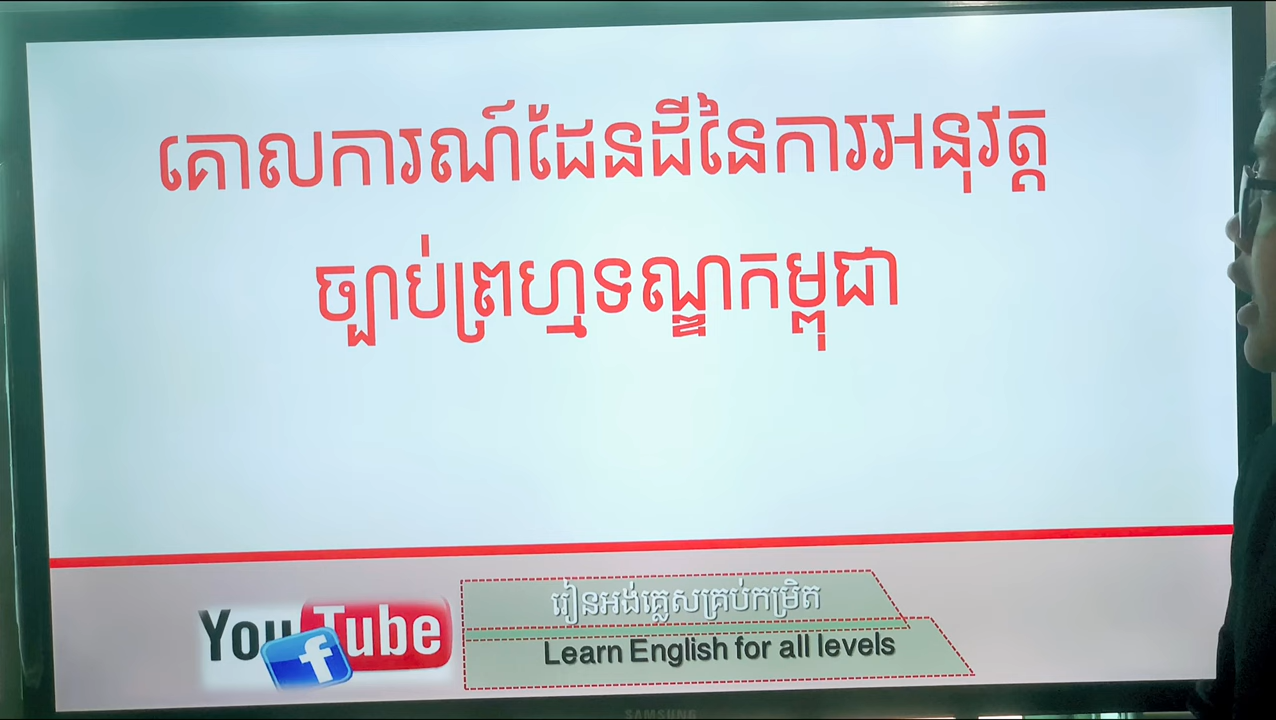 គោលការណ៍ដែនដីនៃការអនុវត្ត
ច្បាប់ព្រហ្មទណ្ឌកម្ពុជា
YouTube
f
រៀនអង់គ្លេសគ្រប់កម្រិត
Learn English for all levels
SAMSUNG